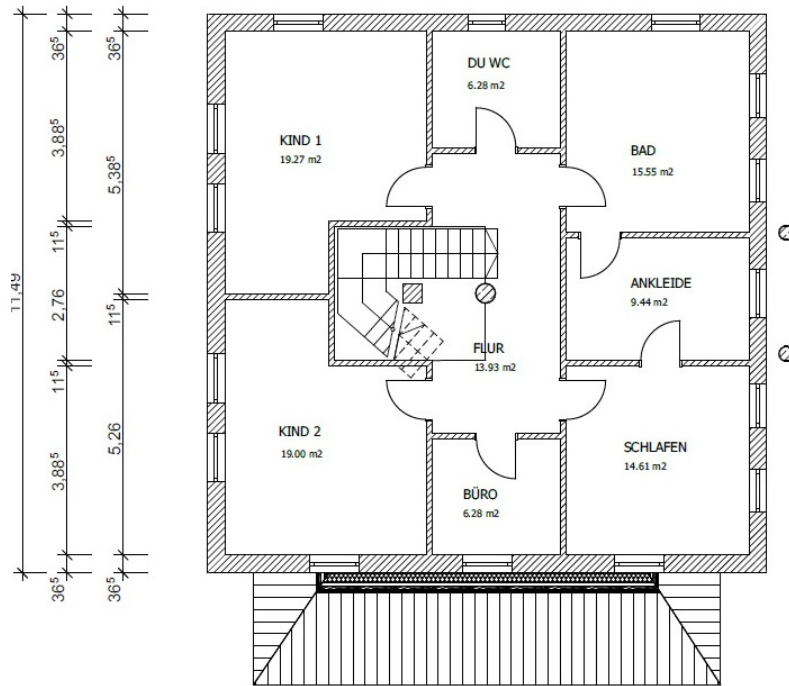 DU WC
6.28 m2
KIND 1
19.27 m2
BAD
15.55 m2
ANKLEIDE
9.44 m2
FLUR
13.93 m2
KIND 2
19.00 m2
SCHLAFEN
14.61 m2
BÜRO
6.28 m2
11,49
36⁵
3,88⁵
11⁵
2,76
11⁵
3,88⁵
36⁵
36⁵
5,38⁵
11⁵
5,26
36⁵